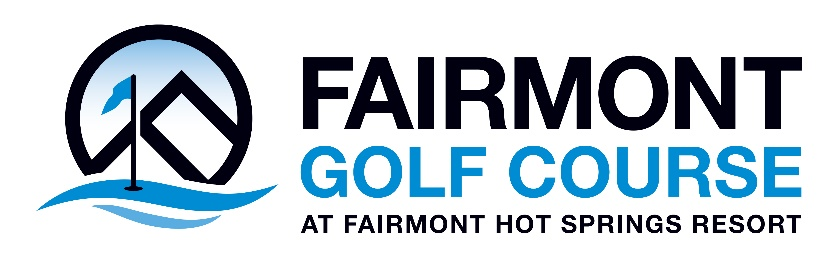 FAIRMONT
GOLF COURSE
AT FAIRMONT HOT SPRINGS RESORT